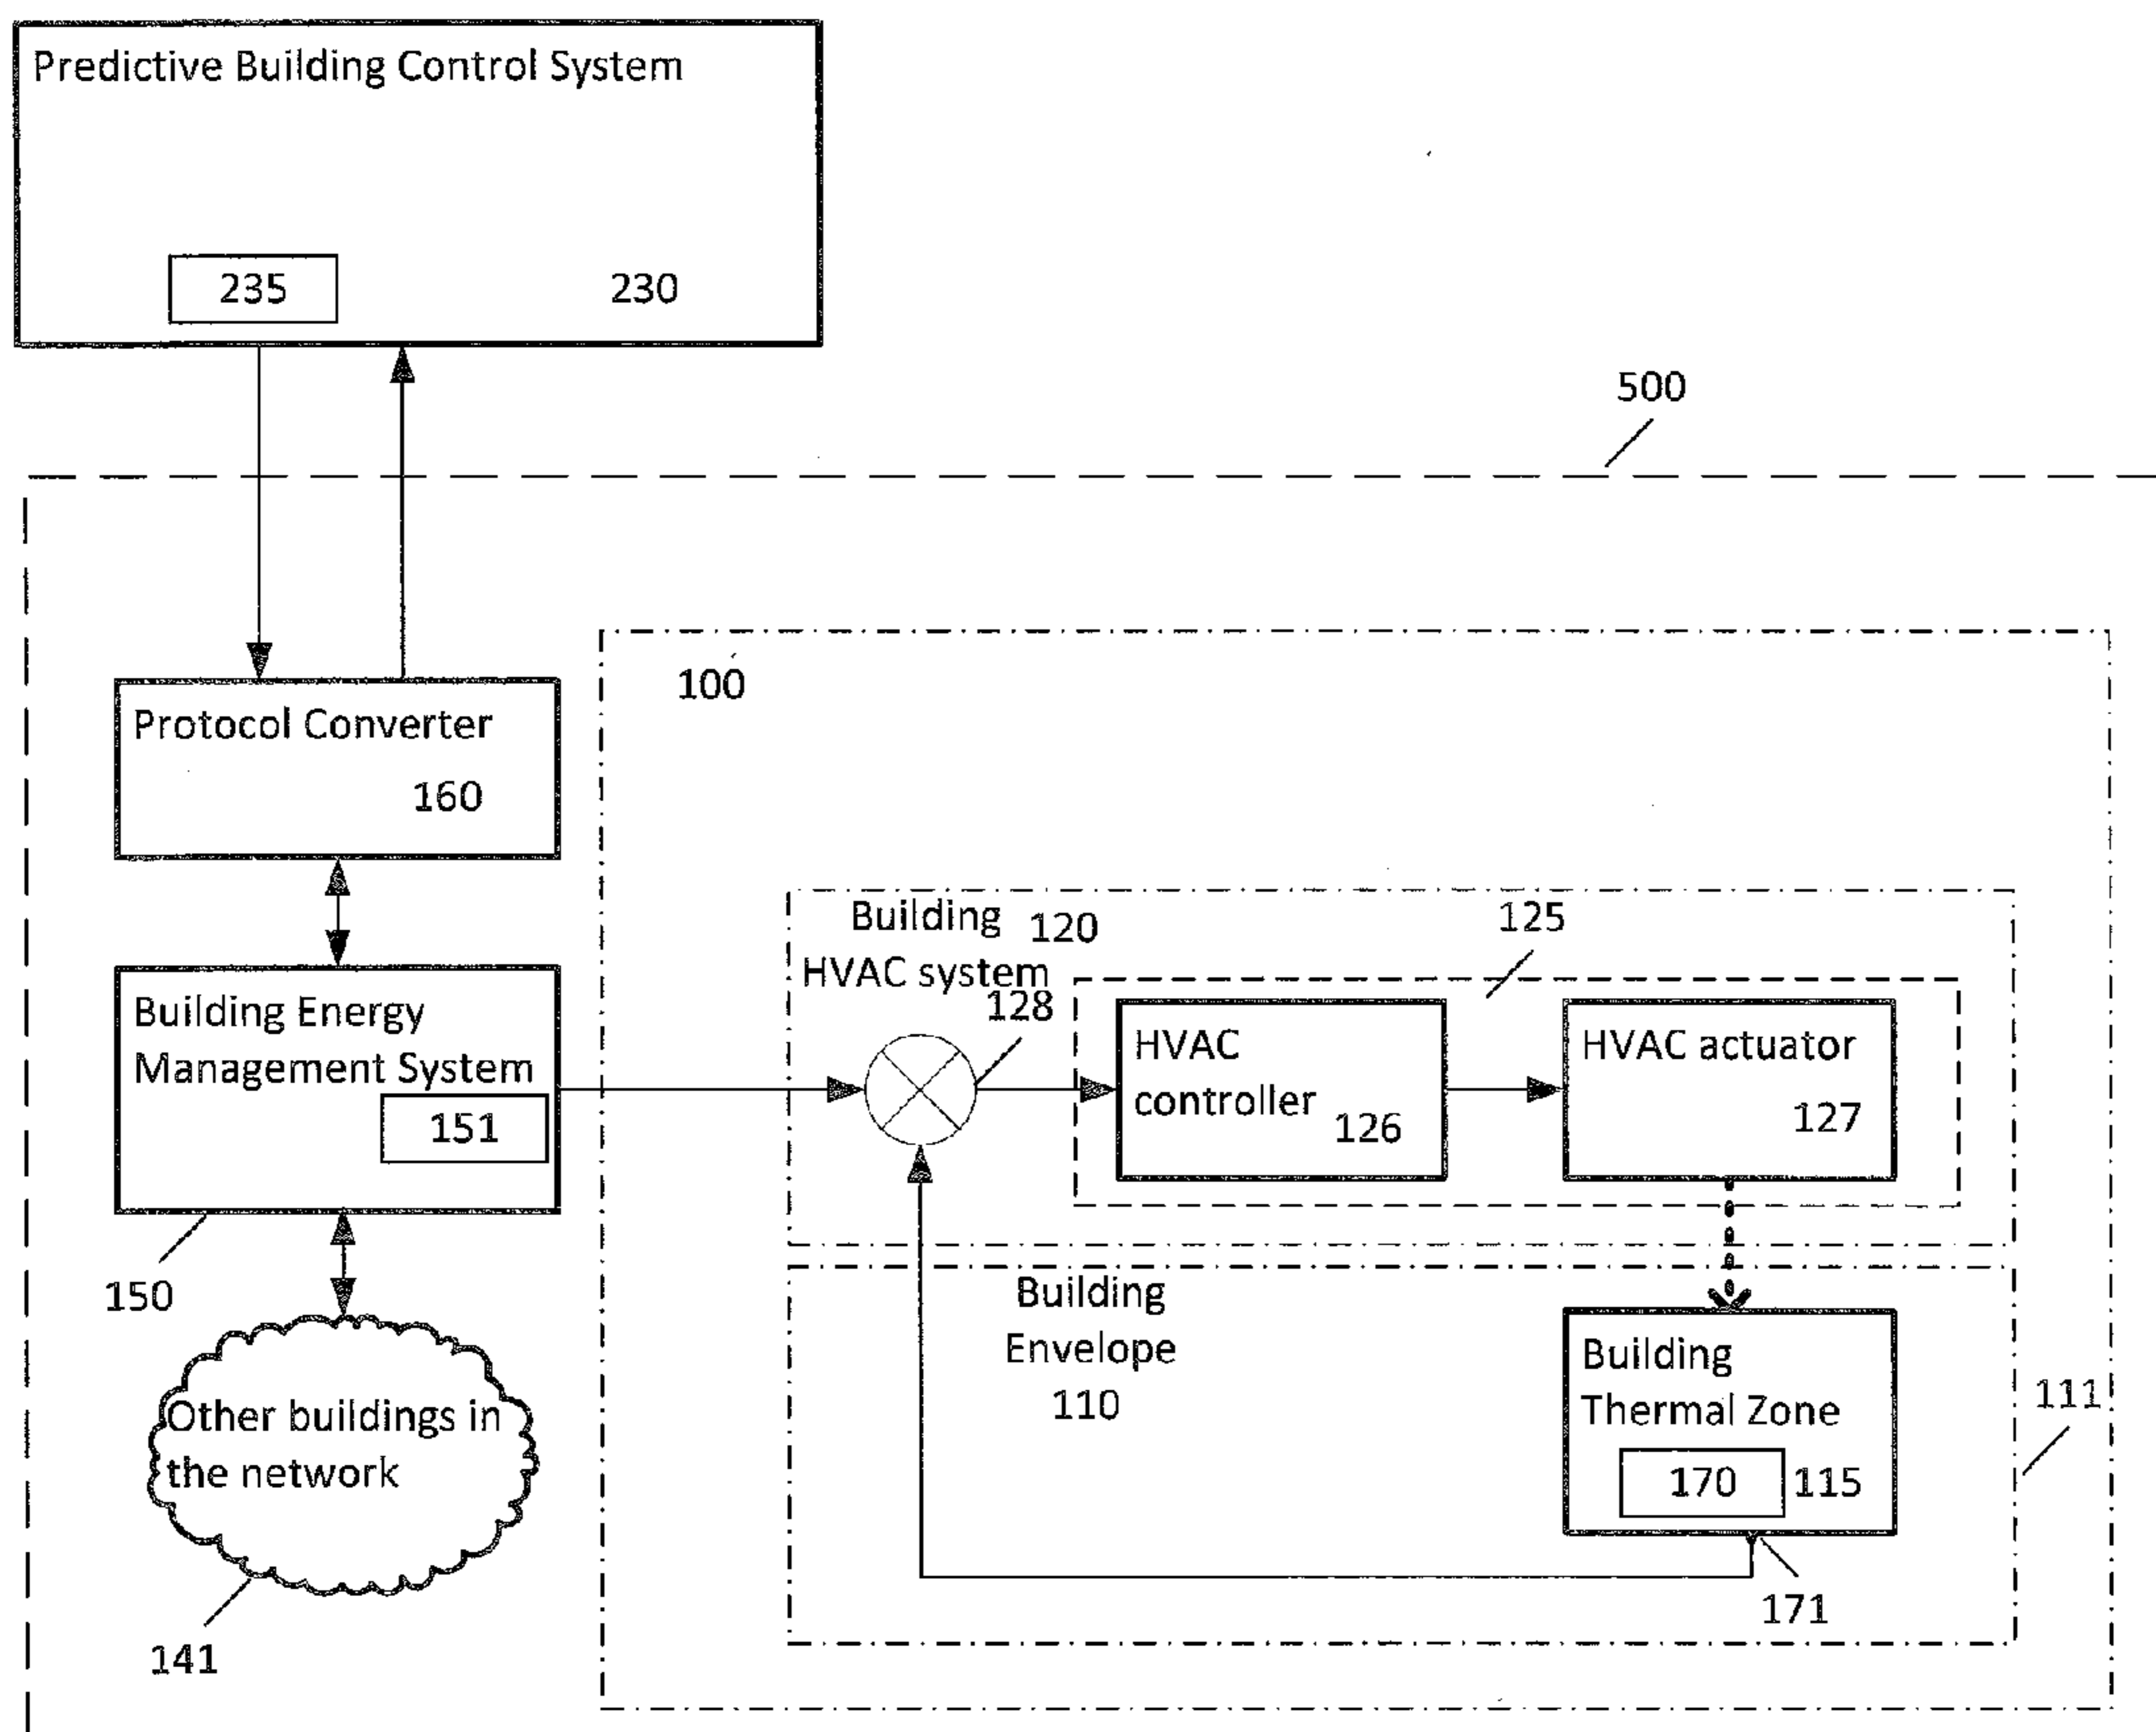 Predictive Building Control System
235
230
500
100
Protocol Converter
160
Building
120
HVAC system
125
128
HVAC
controller
126
HVAC actuator
127
Building Energy
Management System
151
150
Building
Envelope
110
Building
Thermal Zone
170
115
111
171
Other buildings in
the network
141